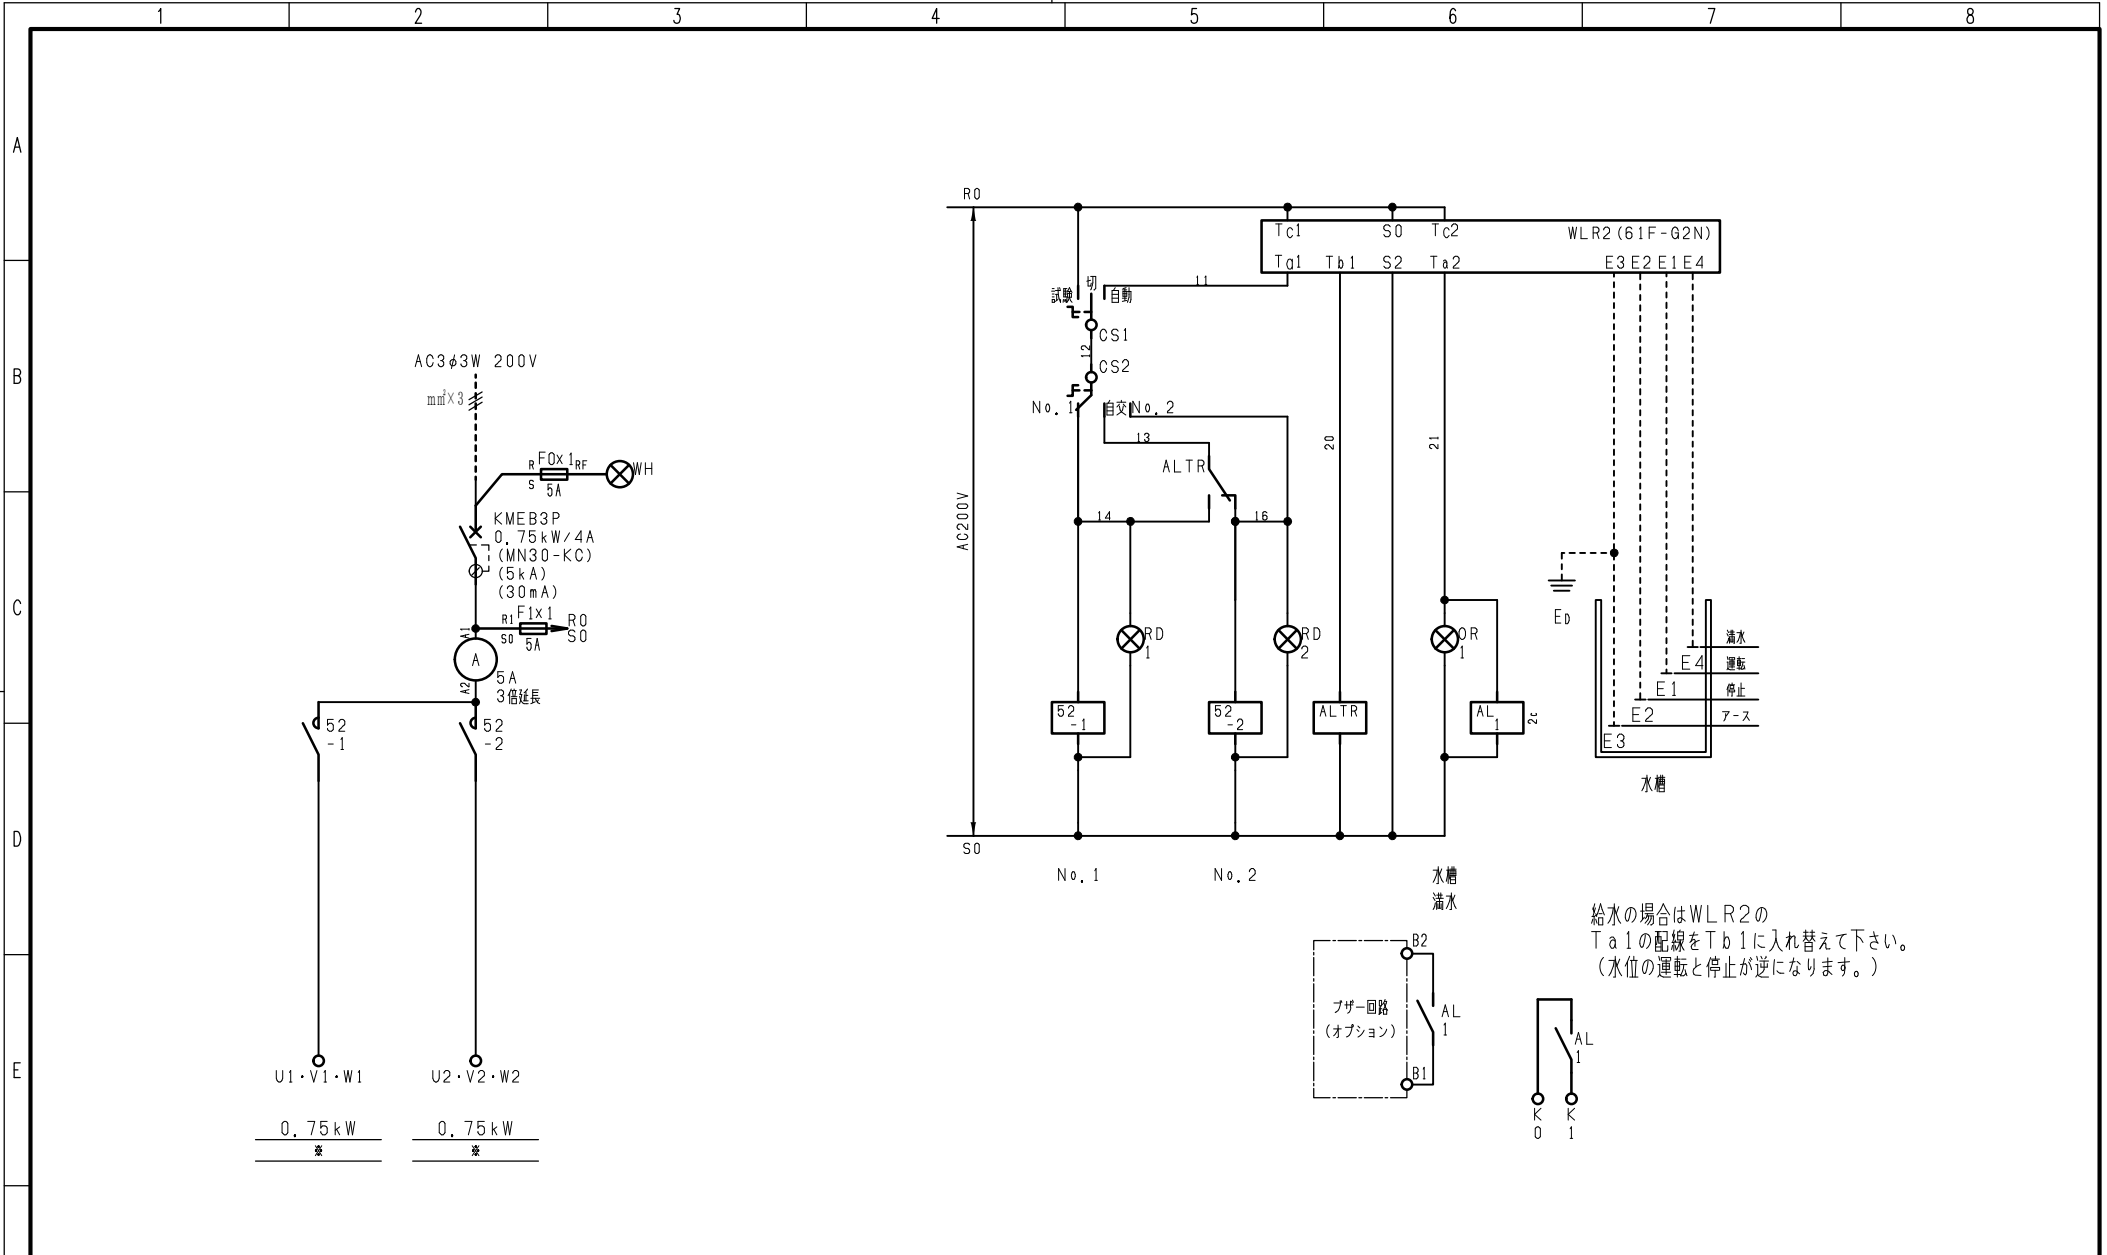 1 2 3 4 5 6 7 8
A
B
C
D
E
AC3φ3W 200V
mm²×3
R F0×1 RF
S 5A
WH
KMEB3P
0.75kW/4A
(MN30-KC)
(5kA)
(30mA)
R1 F1×1 R0
S0 5A S0
A1
A
A2
5A
3倍延長
52
-1
52
-2
U1・V1・W1
U2・V2・W2
0.75kW
※
0.75kW
※
R0
AC200V
S0
Tc1 S0 Tc2 WLR2(61F-G2N)
Ta1 Tb1 S2 Ta2 E3 E2 E1 E4
試験 切 自動
11
CS1
12
CS2
No.1 自交 No.2
13
ALTR
20
21
14
16
RD
1
RD
2
OR
1
52
-1
52
-2
ALTR
AL
1
2c
No.1
No.2
水槽
満水
ED
満水
E4 運転
E1 停止
E2 アース
E3
水槽
給水の場合はWLR2の
Ta1の配線をTb1に入れ替えて下さい。
(水位の運転と停止が逆になります。)
B2
ブザー回路
(オプション)
AL
1
B1
AL
1
K
0
K
1